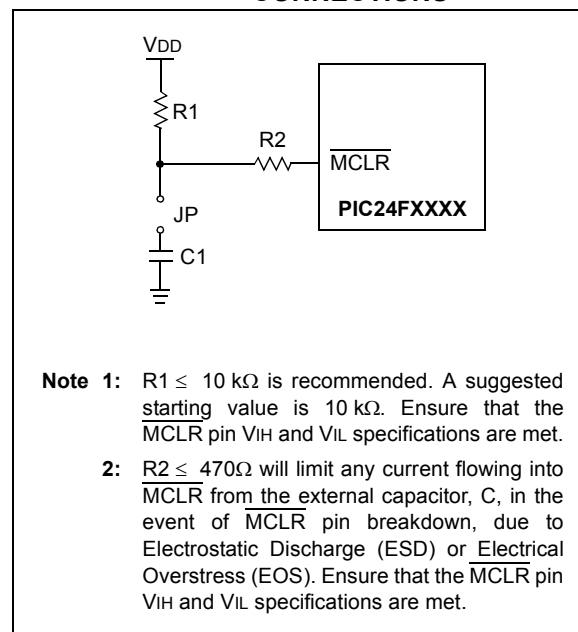 VDD
R1
R2
MCLR
PIC24FXXXX
JP
C1
Note 1: R1 ≤ 10 kΩ is recommended. A suggested
starting value is 10 kΩ. Ensure that the
MCLR pin VIH and VIL specifications are met.
2: R2 ≤ 470Ω will limit any current flowing into
MCLR from the external capacitor, C, in the
event of MCLR pin breakdown, due to
Electrostatic Discharge (ESD) or Electrical
Overstress (EOS). Ensure that the MCLR pin
VIH and VIL specifications are met.